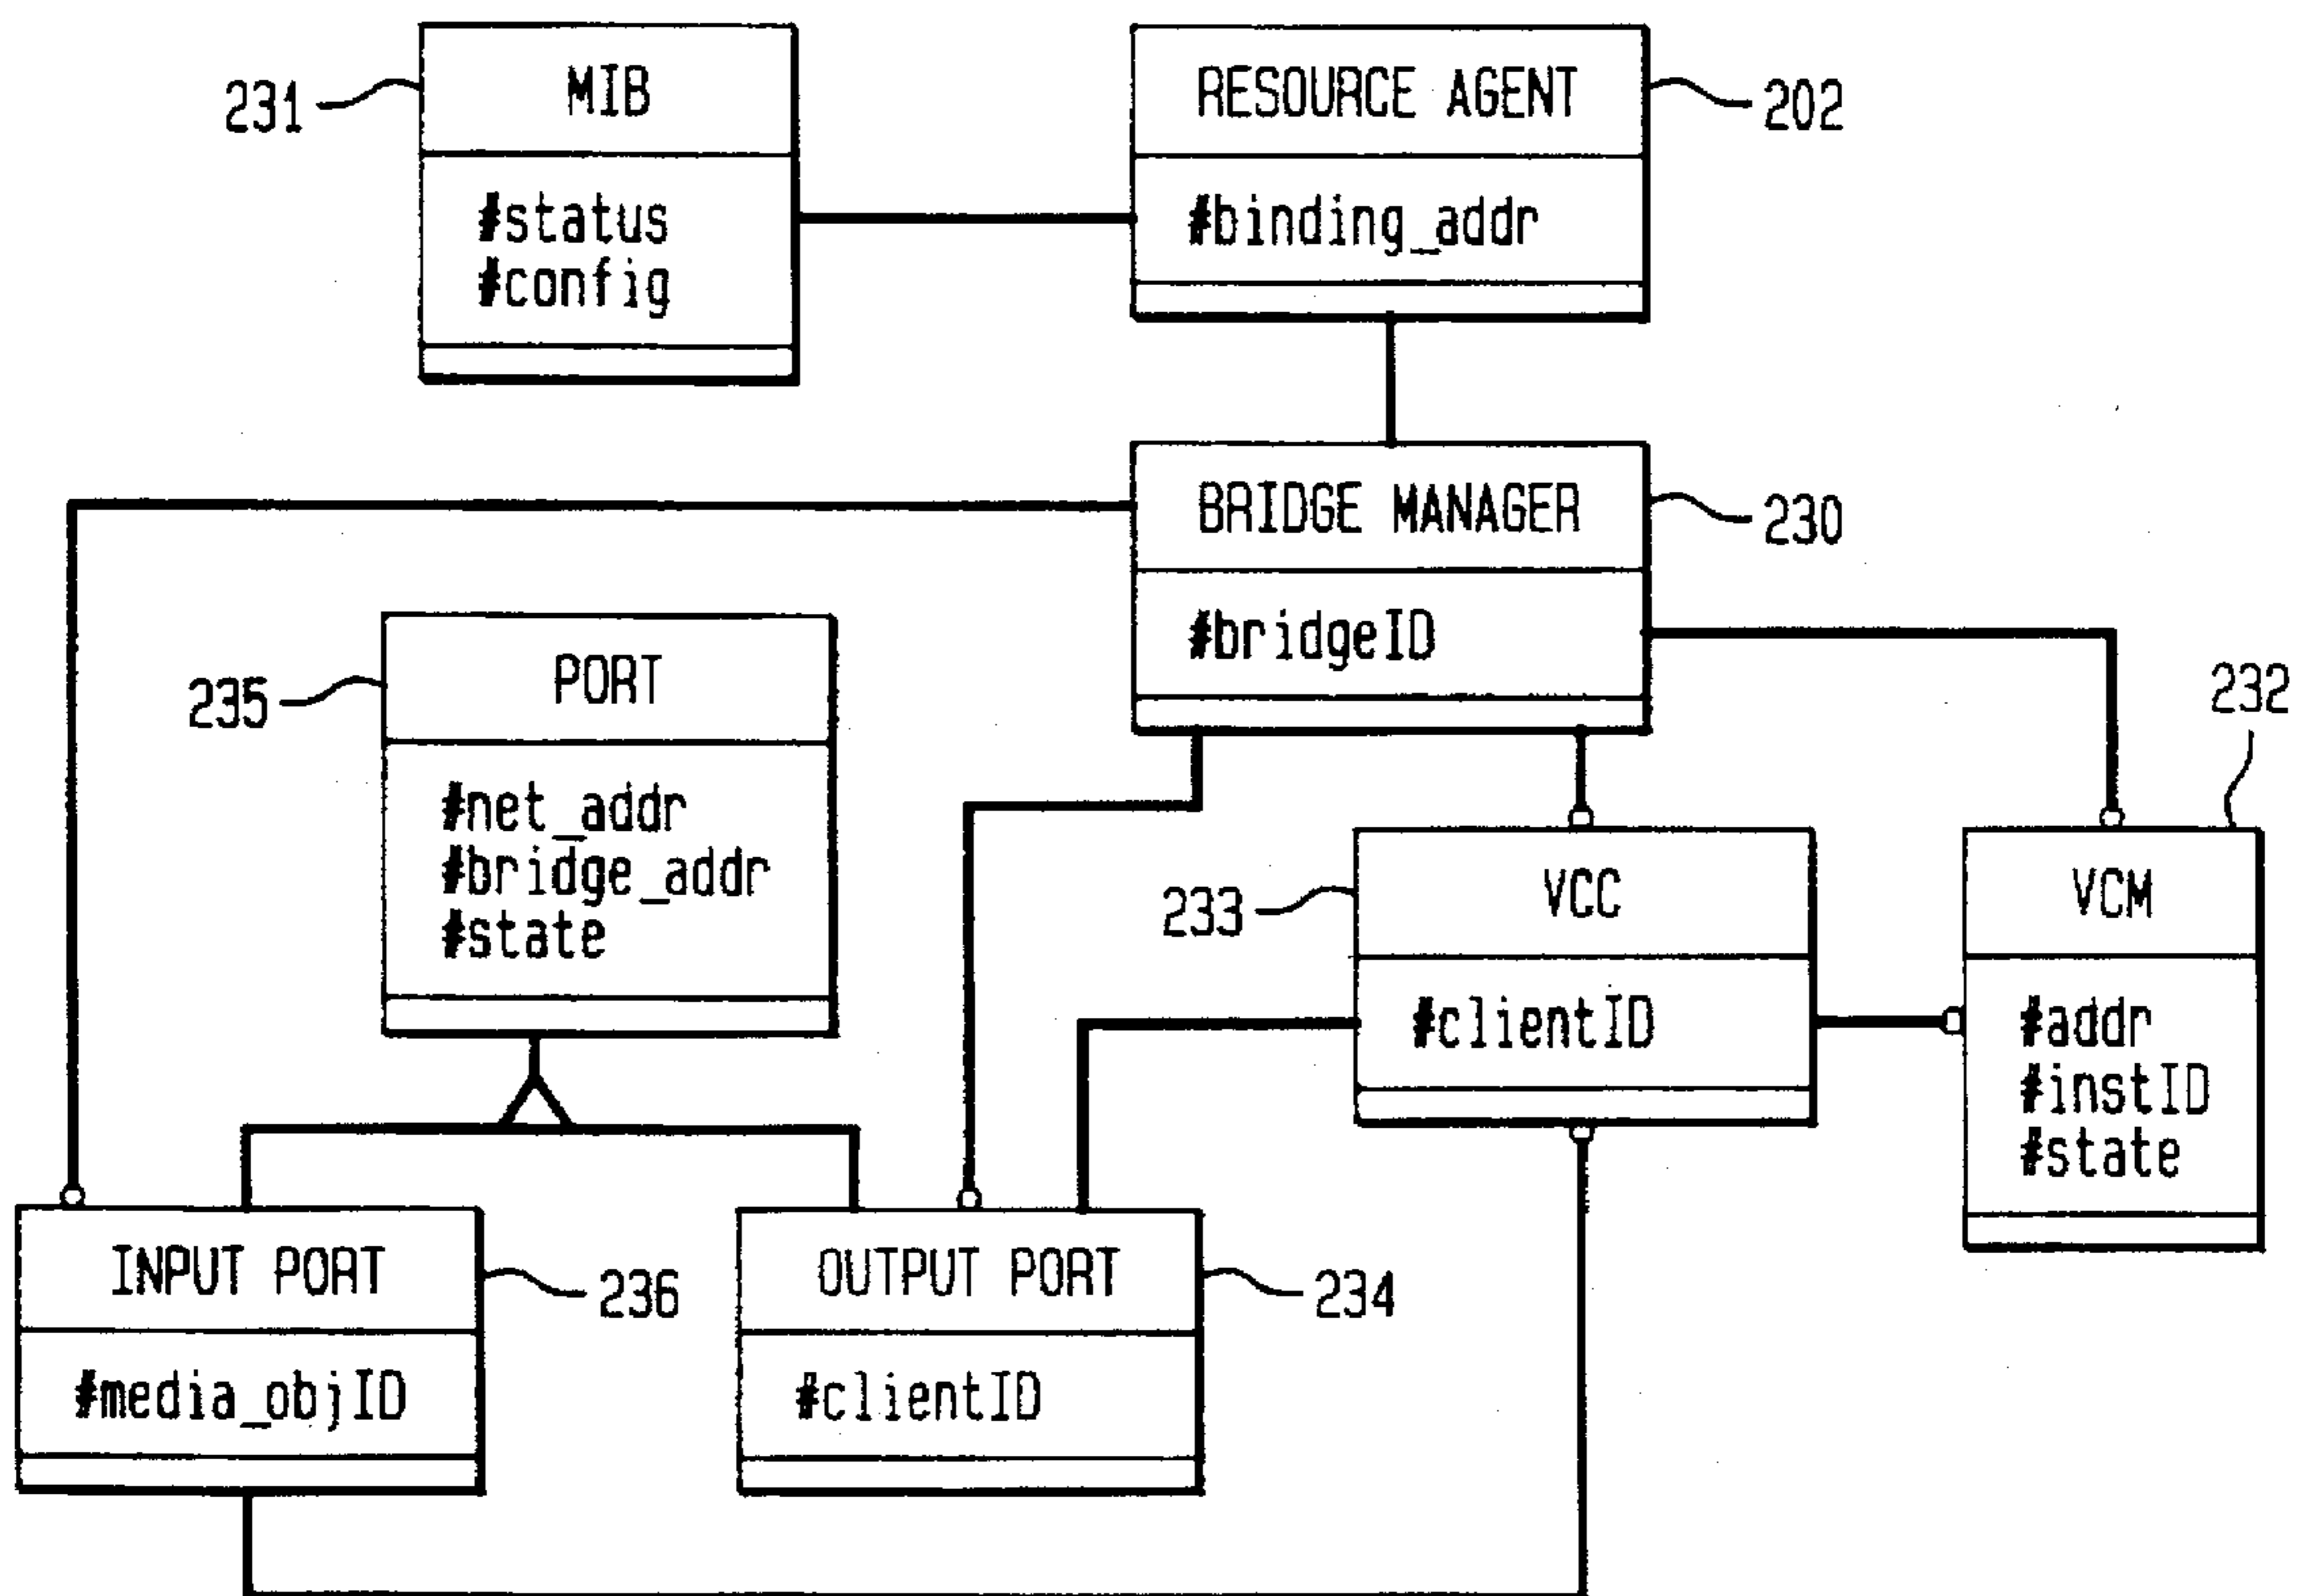 MIB
231
#status
#config
RESOURCE AGENT
202
#binding_addr
BRIDGE MANAGER
230
#bridgeID
PORT
235
#net_addr
#bridge_addr
#state
VCC
233
#clientID
232
VCM
#addr
#instID
#state
INPUT PORT
236
#media_objID
OUTPUT PORT
234
#clientID